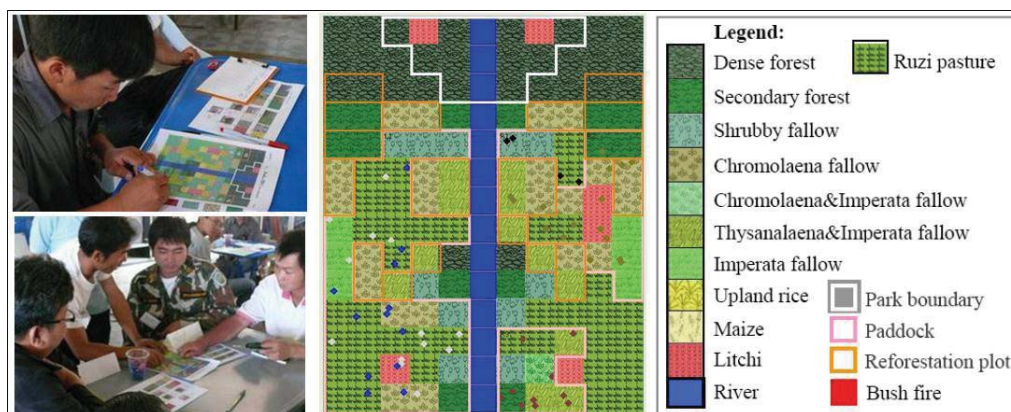 Legend:
Dense forest
Ruzi pasture
Secondary forest
Shrubby fallow
Chromolaena fallow
Chromolaena&Imperata fallow
Thysanalaena&Imperata fallow
Imperata fallow
Upland rice
Park boundary
Maize
Paddock
Litchi
Reforestation plot
River
Bush fire